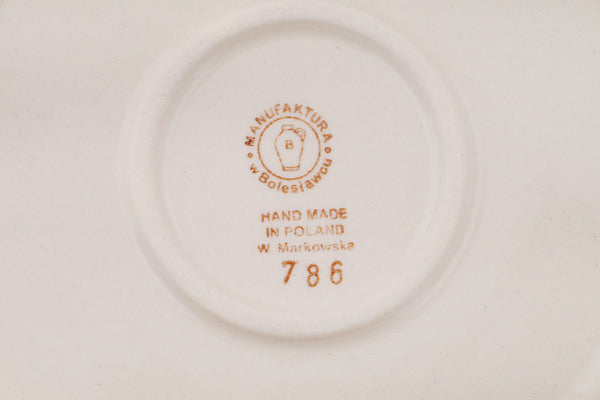 MANUFAKTURA
B
w Bolesławcu
HAND MADE
IN POLAND
W. Markowska
786